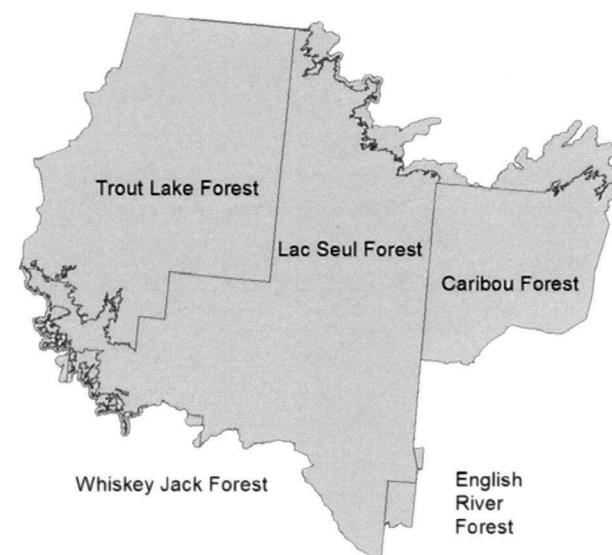 Trout Lake Forest
Lac Seul Forest
Caribou Forest
Whiskey Jack Forest
English
River
Forest